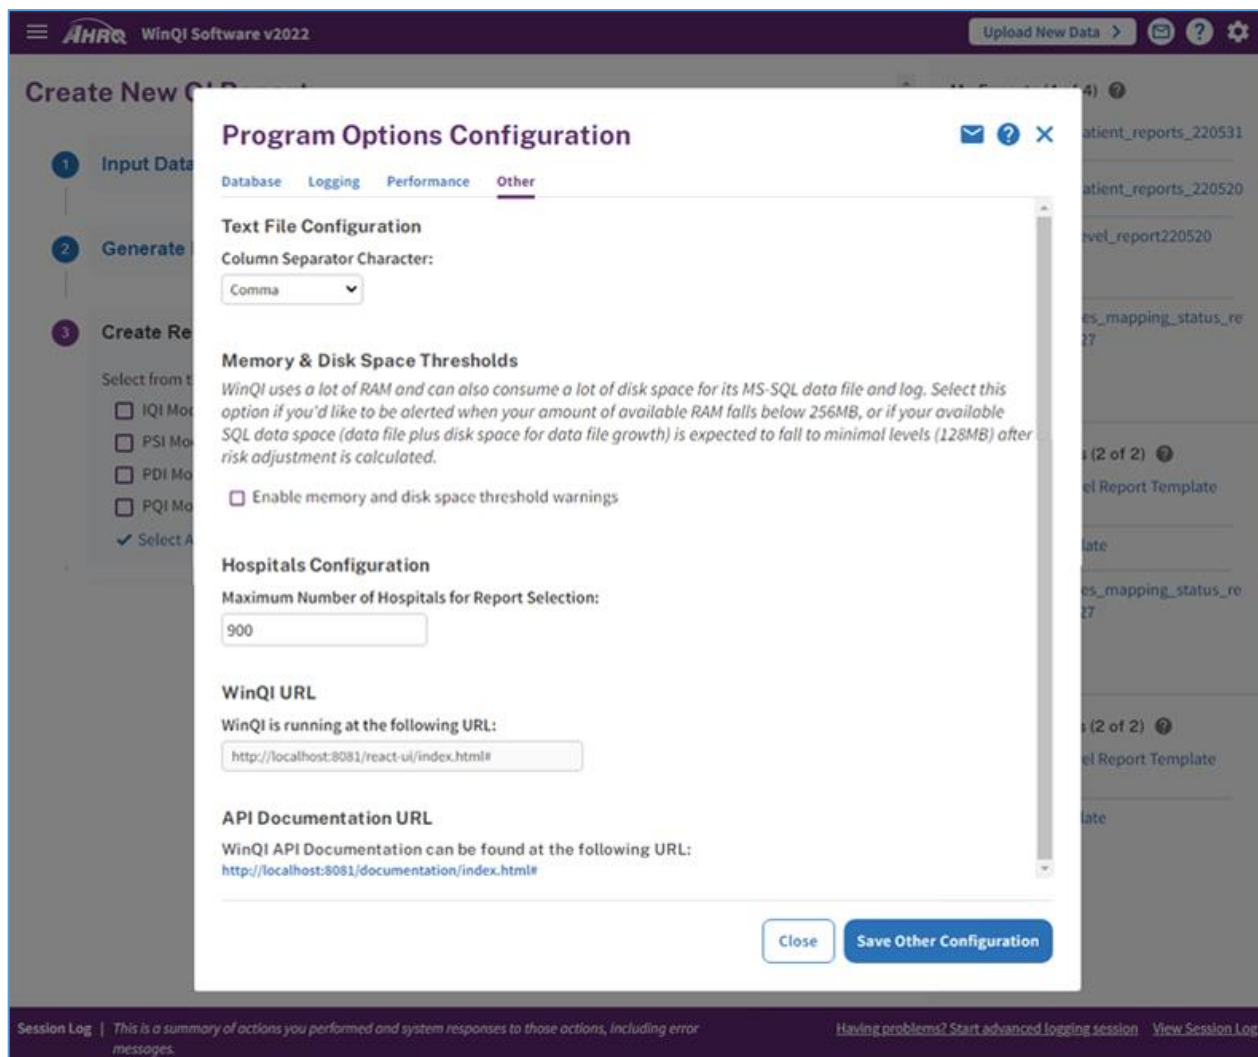 AHRQ WinQI Software v2022
Upload New Data
Create New QI Report
4)
1 Input Data
2 Generate
3 Create Re
Select from t
IQI Mo
PSI Mo
PDI Mo
PQI Mo
Select A
Program Options Configuration
Database Logging Performance Other
Text File Configuration
Column Separator Character:
Comma
Memory & Disk Space Thresholds
WinQI uses a lot of RAM and can also consume a lot of disk space for its MS-SQL data file and log. Select this
option if you'd like to be alerted when your amount of available RAM falls below 256MB, or if your available
SQL data space (data file plus disk space for data file growth) is expected to fall to minimal levels (128MB) after
risk adjustment is calculated.
Enable memory and disk space threshold warnings
Hospitals Configuration
Maximum Number of Hospitals for Report Selection:
900
WinQI URL
WinQI is running at the following URL:
http://localhost:8081/react-ui/index.html#
API Documentation URL
WinQI API Documentation can be found at the following URL:
http://localhost:8081/documentation/index.html#
Close Save Other Configuration
atient_reports_220531
atient_reports_220520
evel_report220520
es_mapping_status_re
27
(2 of 2)
el Report Template
late
es_mapping_status_re
27
(2 of 2)
el Report Template
late
Session Log | This is a summary of actions you performed and system responses to those actions, including error
messages.
Having problems? Start advanced logging session View Session Log